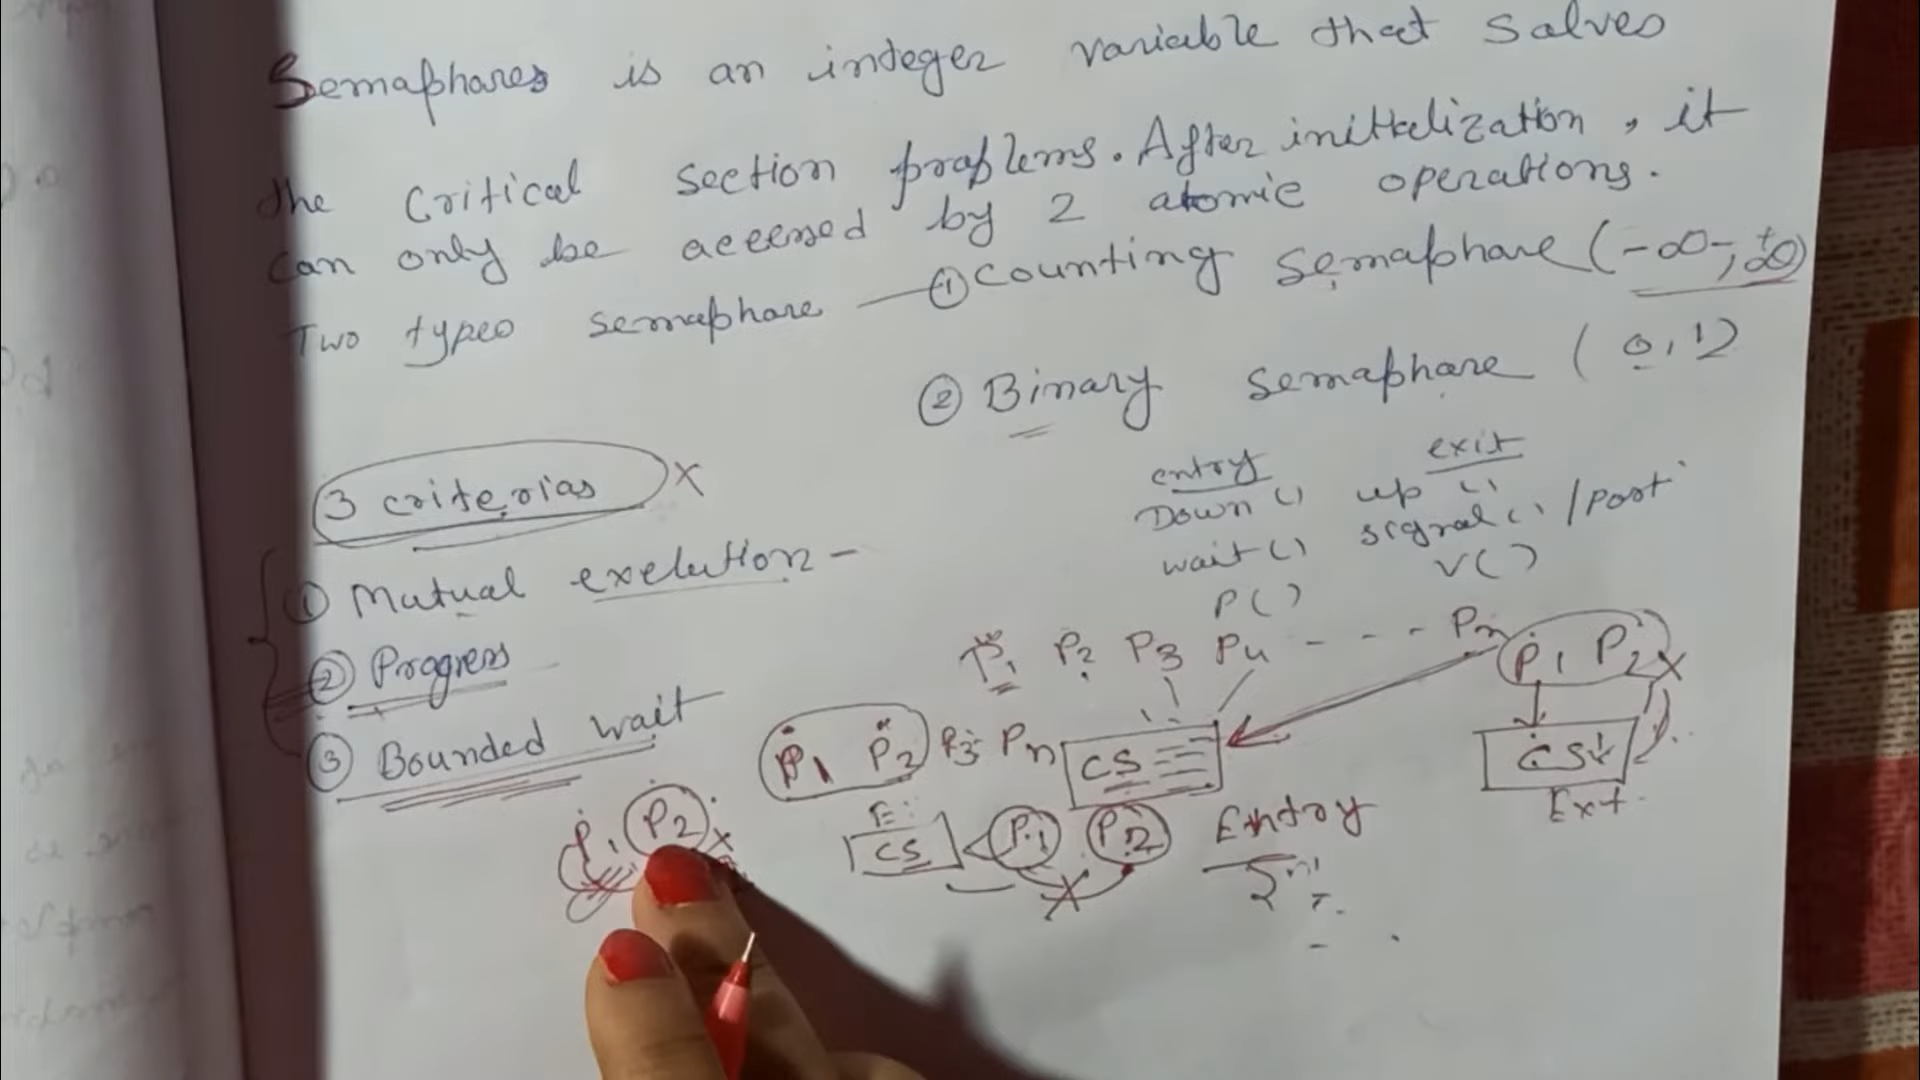 Semaphores is an integer variable that solves
the critical section problems. After initialization, it
can only be accessed by 2 atomic operations.
Two types semaphore — ① Counting semaphore (-∞, +∞)
② Binary semaphore ( 0, 1 )
3 criterias X
entry exit
Down () up ()
wait () signal () / post
P() V()
① Mutual exclution -
② Progress
③ Bounded wait
P1 P2 P3 P4 - - - - Pn
P1 P2 X
P1 P2 P3 Pn CS
CS
Ext.
P1 P2 X
CS P1 P2 Entry